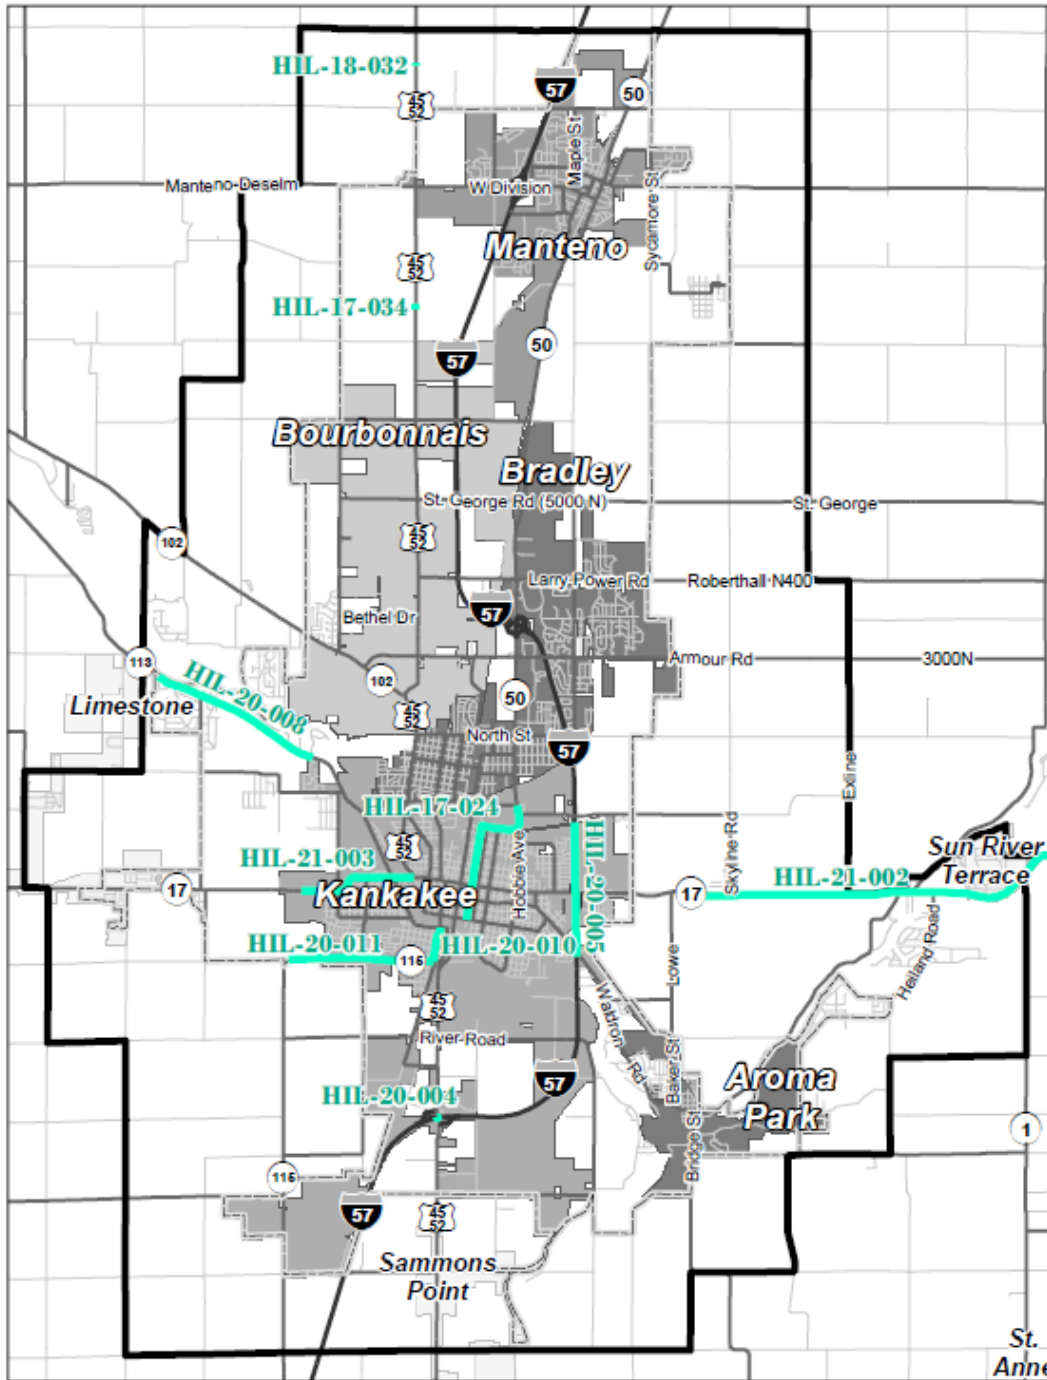 HIL-18-032
57
50
45
52
Maple St
Manteno-Deselm
W Division
Sycamore St
Manteno
45
52
HIL-17-034
50
57
Bourbonnais
Bradley
St. George Rd (5000 N)
St. George
45
52
102
Larry Power Rd
Roberthall N400
57
Bethel Dr
113
Armour Rd
3000N
102
50
Limestone
HIL-20-008
45
52
North St
57
Exline
HIL-17-024
45
52
Hobbie Ave
HIL-20-005
Skyline Rd
Sun River
Terrace
HIL-21-003
17
Kankakee
17
HIL-21-002
HIL-20-011
115
HIL-20-010
Lowe
Heiland Road
45
52
Waldron Rd
River Road
Baker St
57
Aroma
Park
HIL-20-004
Bridge St
1
115
57
45
52
Sammons
Point
St.
Anne